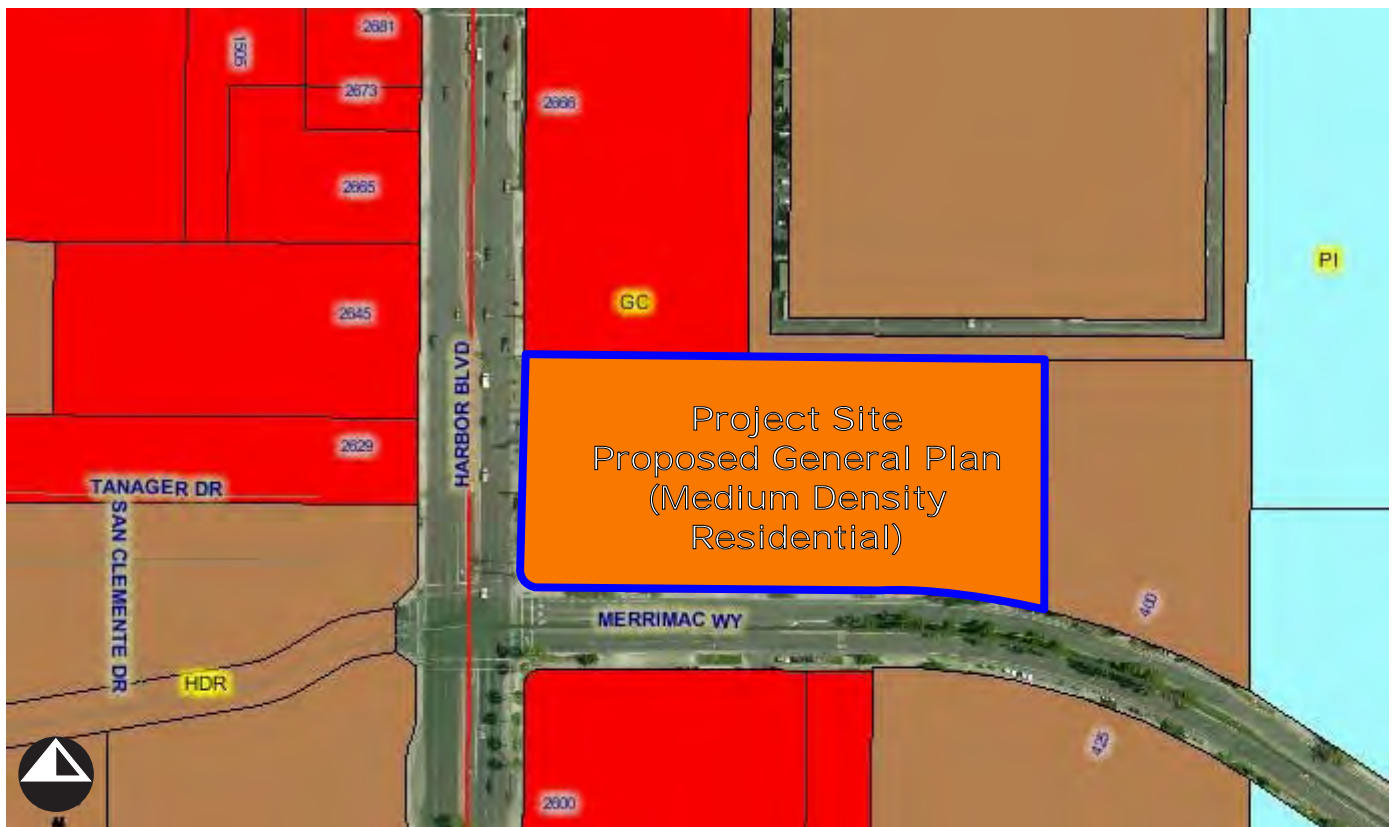 2681
1505
2673
2666
2665
PI
GC
2645
HARBOR BLVD
Project Site
Proposed General Plan
(Medium Density
Residential)
2629
TANAGER DR
SAN CLEMENTE DR
400
MERRIMAC WY
HDR
425
2600